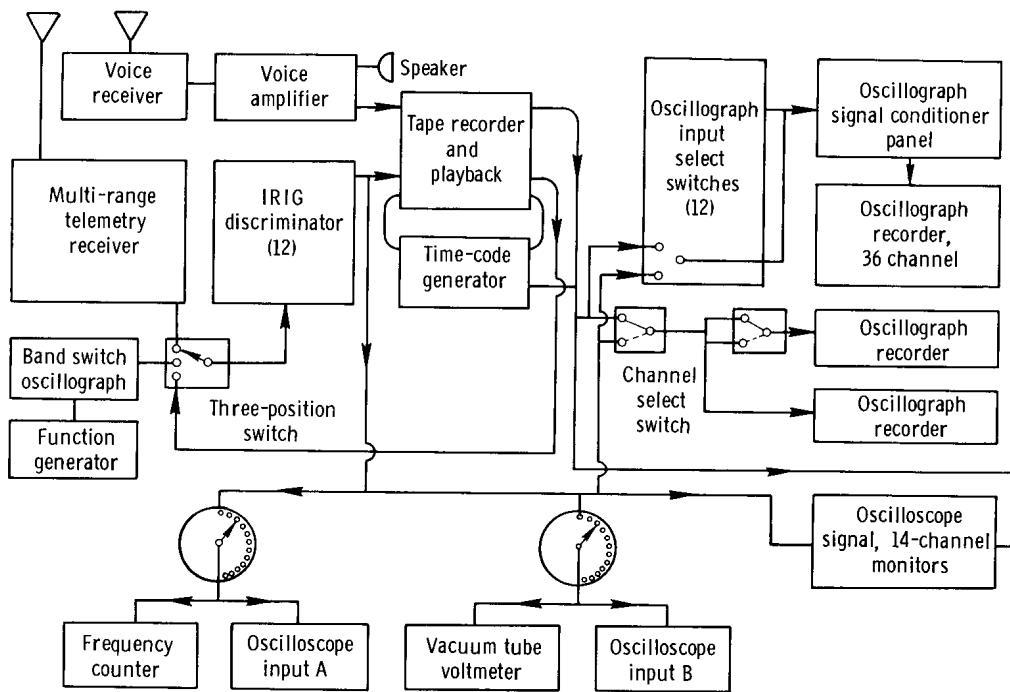 Voice
receiver
Voice
amplifier
Speaker
Tape recorder
and
playback
Oscillograph
input
select
switches
(12)
Oscillograph
signal conditioner
panel
Multi-range
telemetry
receiver
IRIG
discriminator
(12)
Time-code
generator
Oscillograph
recorder,
36 channel
Band switch
oscillograph
Three-position
switch
Channel
select
switch
Oscillograph
recorder
Oscillograph
recorder
Function
generator
Oscilloscope
signal, 14-channel
monitors
Frequency
counter
Oscilloscope
input A
Vacuum tube
voltmeter
Oscilloscope
input B